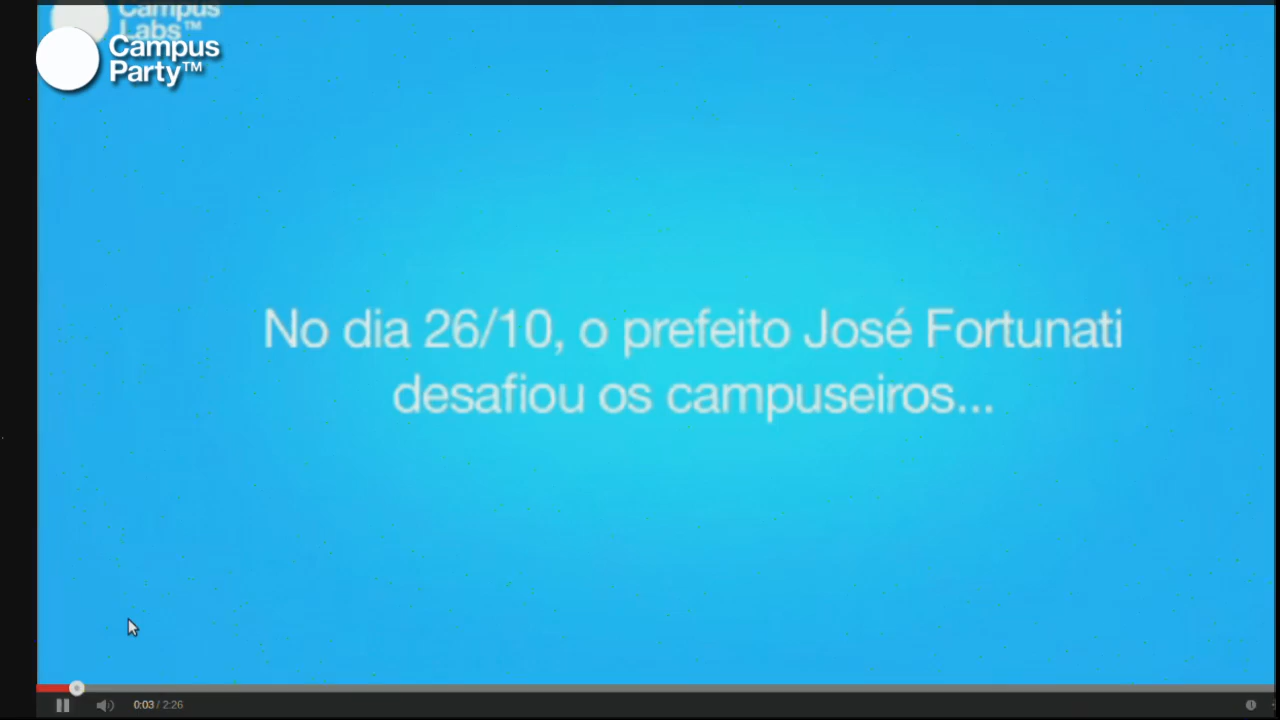 Campus
Labs™
Campus
Party™
No dia 26/10, o prefeito José Fortunati
desafiou os campuseiros...
0:03 / 2:26